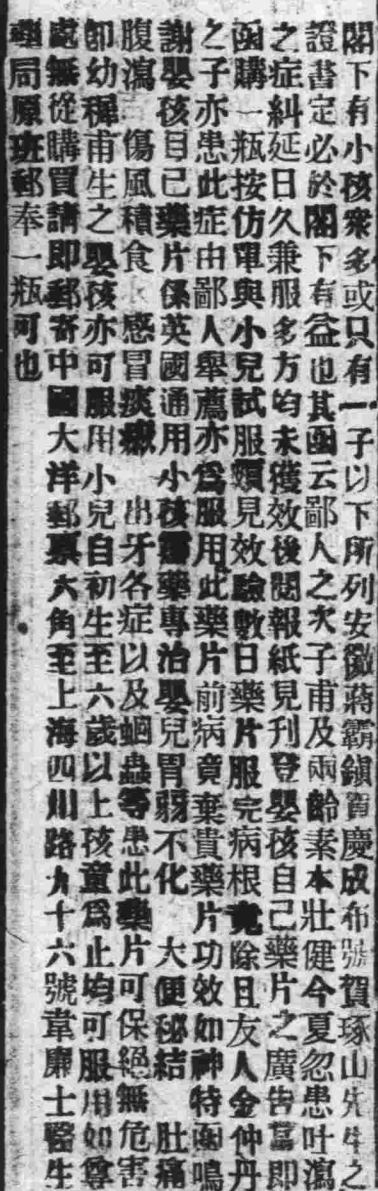 閣下有小孩衆多或只有一子以下所列安徽蔣霸鎮賀慶成布號賀琢山先生之
證書定必於閣下有益也其函云鄙人之次子甫及兩齡素本壯健今夏忽患吐瀉
之症糾延日久兼服多方均未獲效後閱報紙見刊登嬰孩自己藥片之廣告當即
函購一瓶按仿單與小兒試服頗見效驗數日藥片服完病根竟除且友人金仲丹
之子亦患此症由鄙人舉薦亦爲服用此藥片前病竟棄貴藥片功效如神特函鳴
謝嬰孩自己藥片係英國通用小孩靈藥專治嬰兒胃弱不化 大便秘結 肚痛
腹瀉 傷風積食 感冒痰 出牙各症以及蛔蟲等患此藥片可保絕無危害
卽幼穉甫生之嬰孩亦可服用小兒自初生至六歲以上孩童爲止均可服用如尊
處無從購買請即郵寄中國大洋郵票六角至上海四川路九十六號韋廉士醫生
局原班郵奉一瓶可也